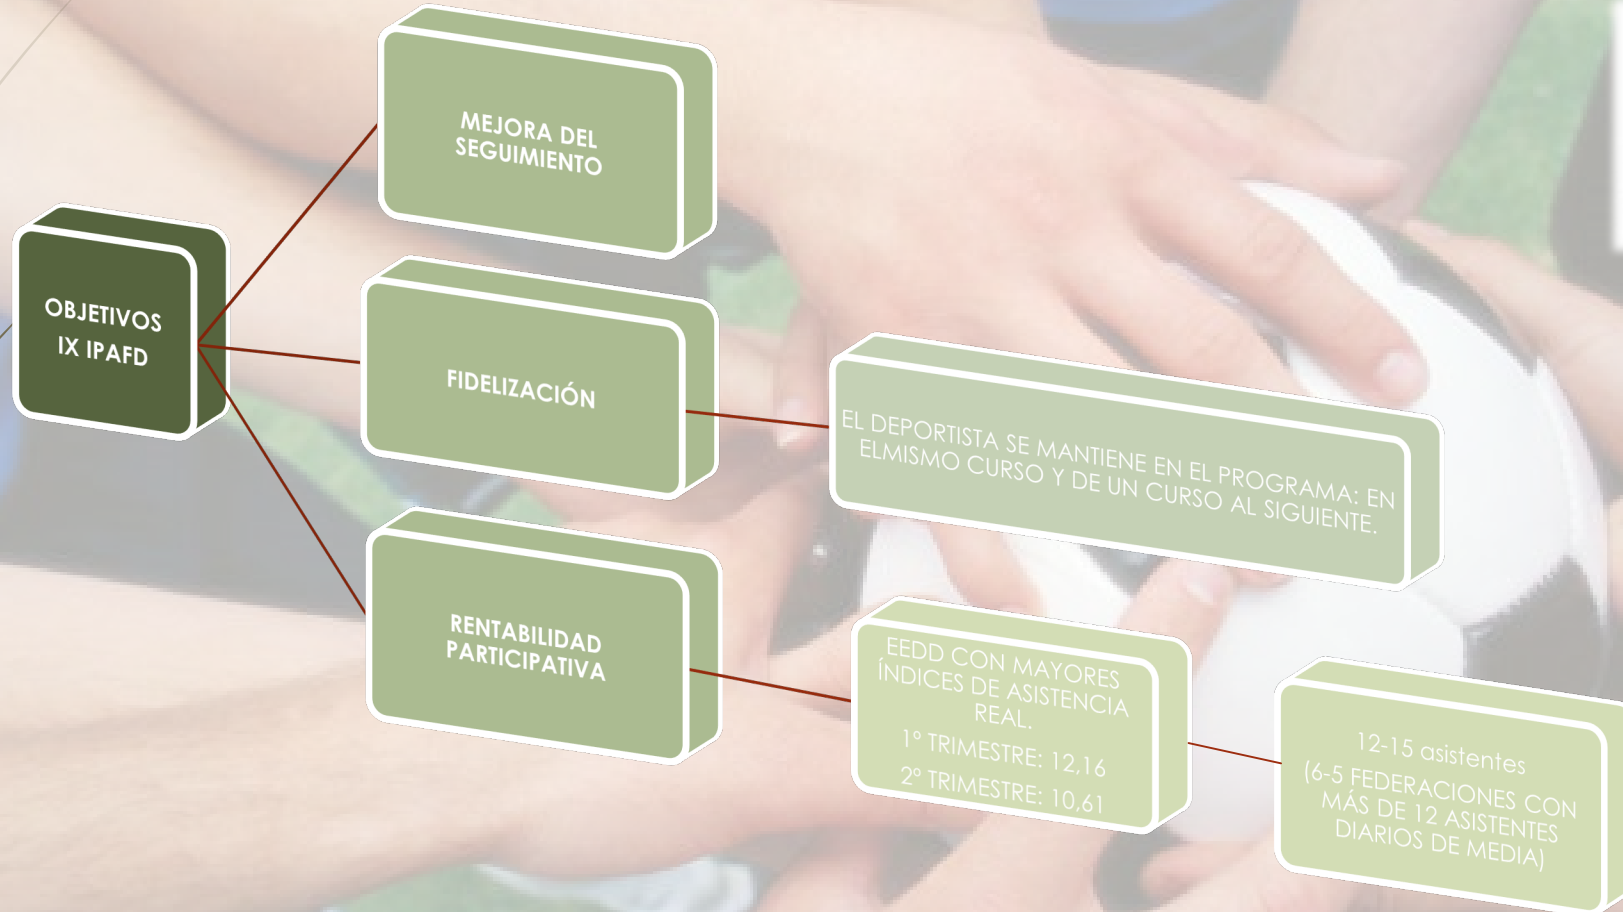 OBJETIVOS
IX IPAFD
MEJORA DEL
SEGUIMIENTO
FIDELIZACIÓN
EL DEPORTISTA SE MANTIENE EN EL PROGRAMA: EN
ELMISMO CURSO Y DE UN CURSO AL SIGUIENTE.
RENTABILIDAD
PARTICIPATIVA
EEDD CON MAYORES
ÍNDICES DE ASISTENCIA
REAL.
1º TRIMESTRE: 12,16
2º TRIMESTRE: 10,61
12-15 asistentes
(6-5 FEDERACIONES CON
MÁS DE 12 ASISTENTES
DIARIOS DE MEDIA)